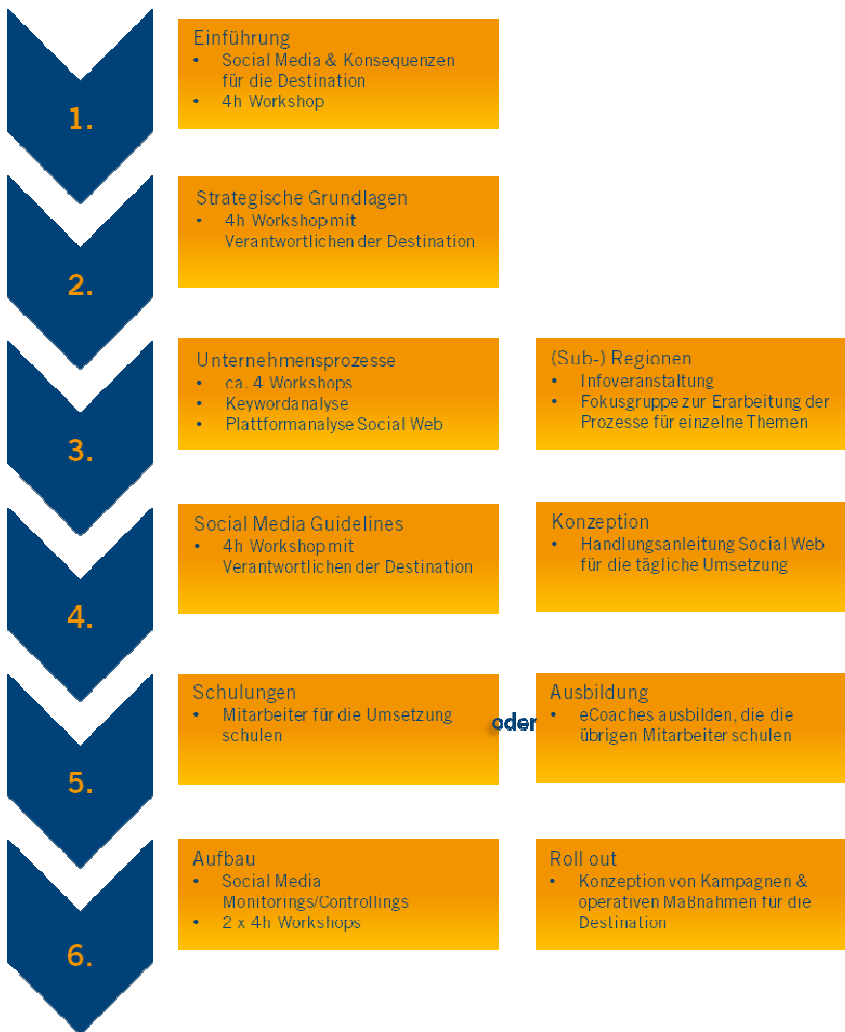 1.
Einführung
• Social Media & Konsequenzen
für die Destination
• 4h Workshop
2.
Strategische Grundlagen
• 4h Workshop mit
Verantwortlichen der Destination
3.
Unternehmensprozesse
• ca. 4 Workshops
• Keywordanalyse
• Plattformanalyse Social Web
(Sub-) Regionen
• Infoveranstaltung
• Fokusgruppe zur Erarbeitung der
Prozesse für einzelne Themen
4.
Social Media Guidelines
• 4h Workshop mit
Verantwortlichen der Destination
Konzeption
• Handlungsanleitung Social Web
für die tägliche Umsetzung
5.
Schulungen
• Mitarbeiter für die Umsetzung
schulen
oder
Ausbildung
• eCoaches ausbilden, die die
übrigen Mitarbeiter schulen
6.
Aufbau
• Social Media
Monitorings/Controllings
• 2 x 4h Workshops
Roll out
• Konzeption von Kampagnen &
operativen Maßnahmen für die
Destination